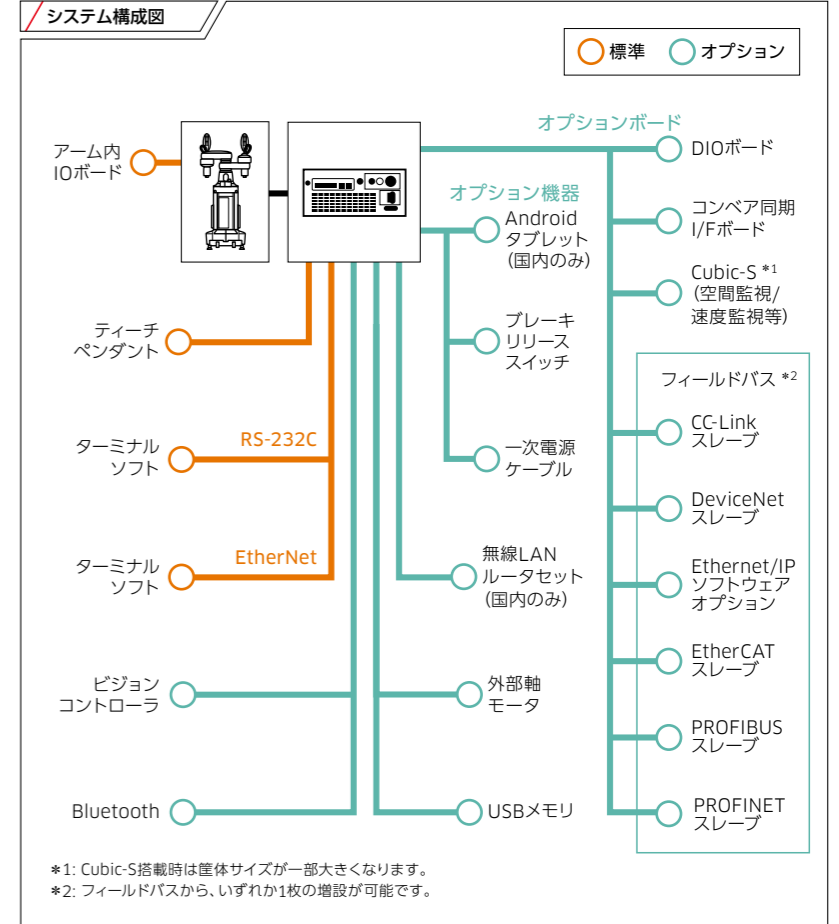 システム構成図
標準
オプション
アーム内
IOボード
ティーチ
ペンダント
ターミナル
ソフト
RS-232C
ターミナル
ソフト
EtherNet
ビジョン
コントローラ
Bluetooth
オプション機器
Android
タブレット
(国内のみ)
ブレーキ
リリース
スイッチ
一次電源
ケーブル
無線LAN
ルータセット
(国内のみ)
外部軸
モータ
USBメモリ
オプションボード
DIOボード
コンベア同期
I/Fボード
Cubic-S *1
(空間監視/
速度監視等)
フィールドバス *2
CC-Link
スレーブ
DeviceNet
スレーブ
Ethernet/IP
ソフトウェア
オプション
EtherCAT
スレーブ
PROFIBUS
スレーブ
PROFINET
スレーブ
*1: Cubic-S搭載時は筐体サイズが一部大きくなります。
*2: フィールドバスから、いずれか1枚の増設が可能です。